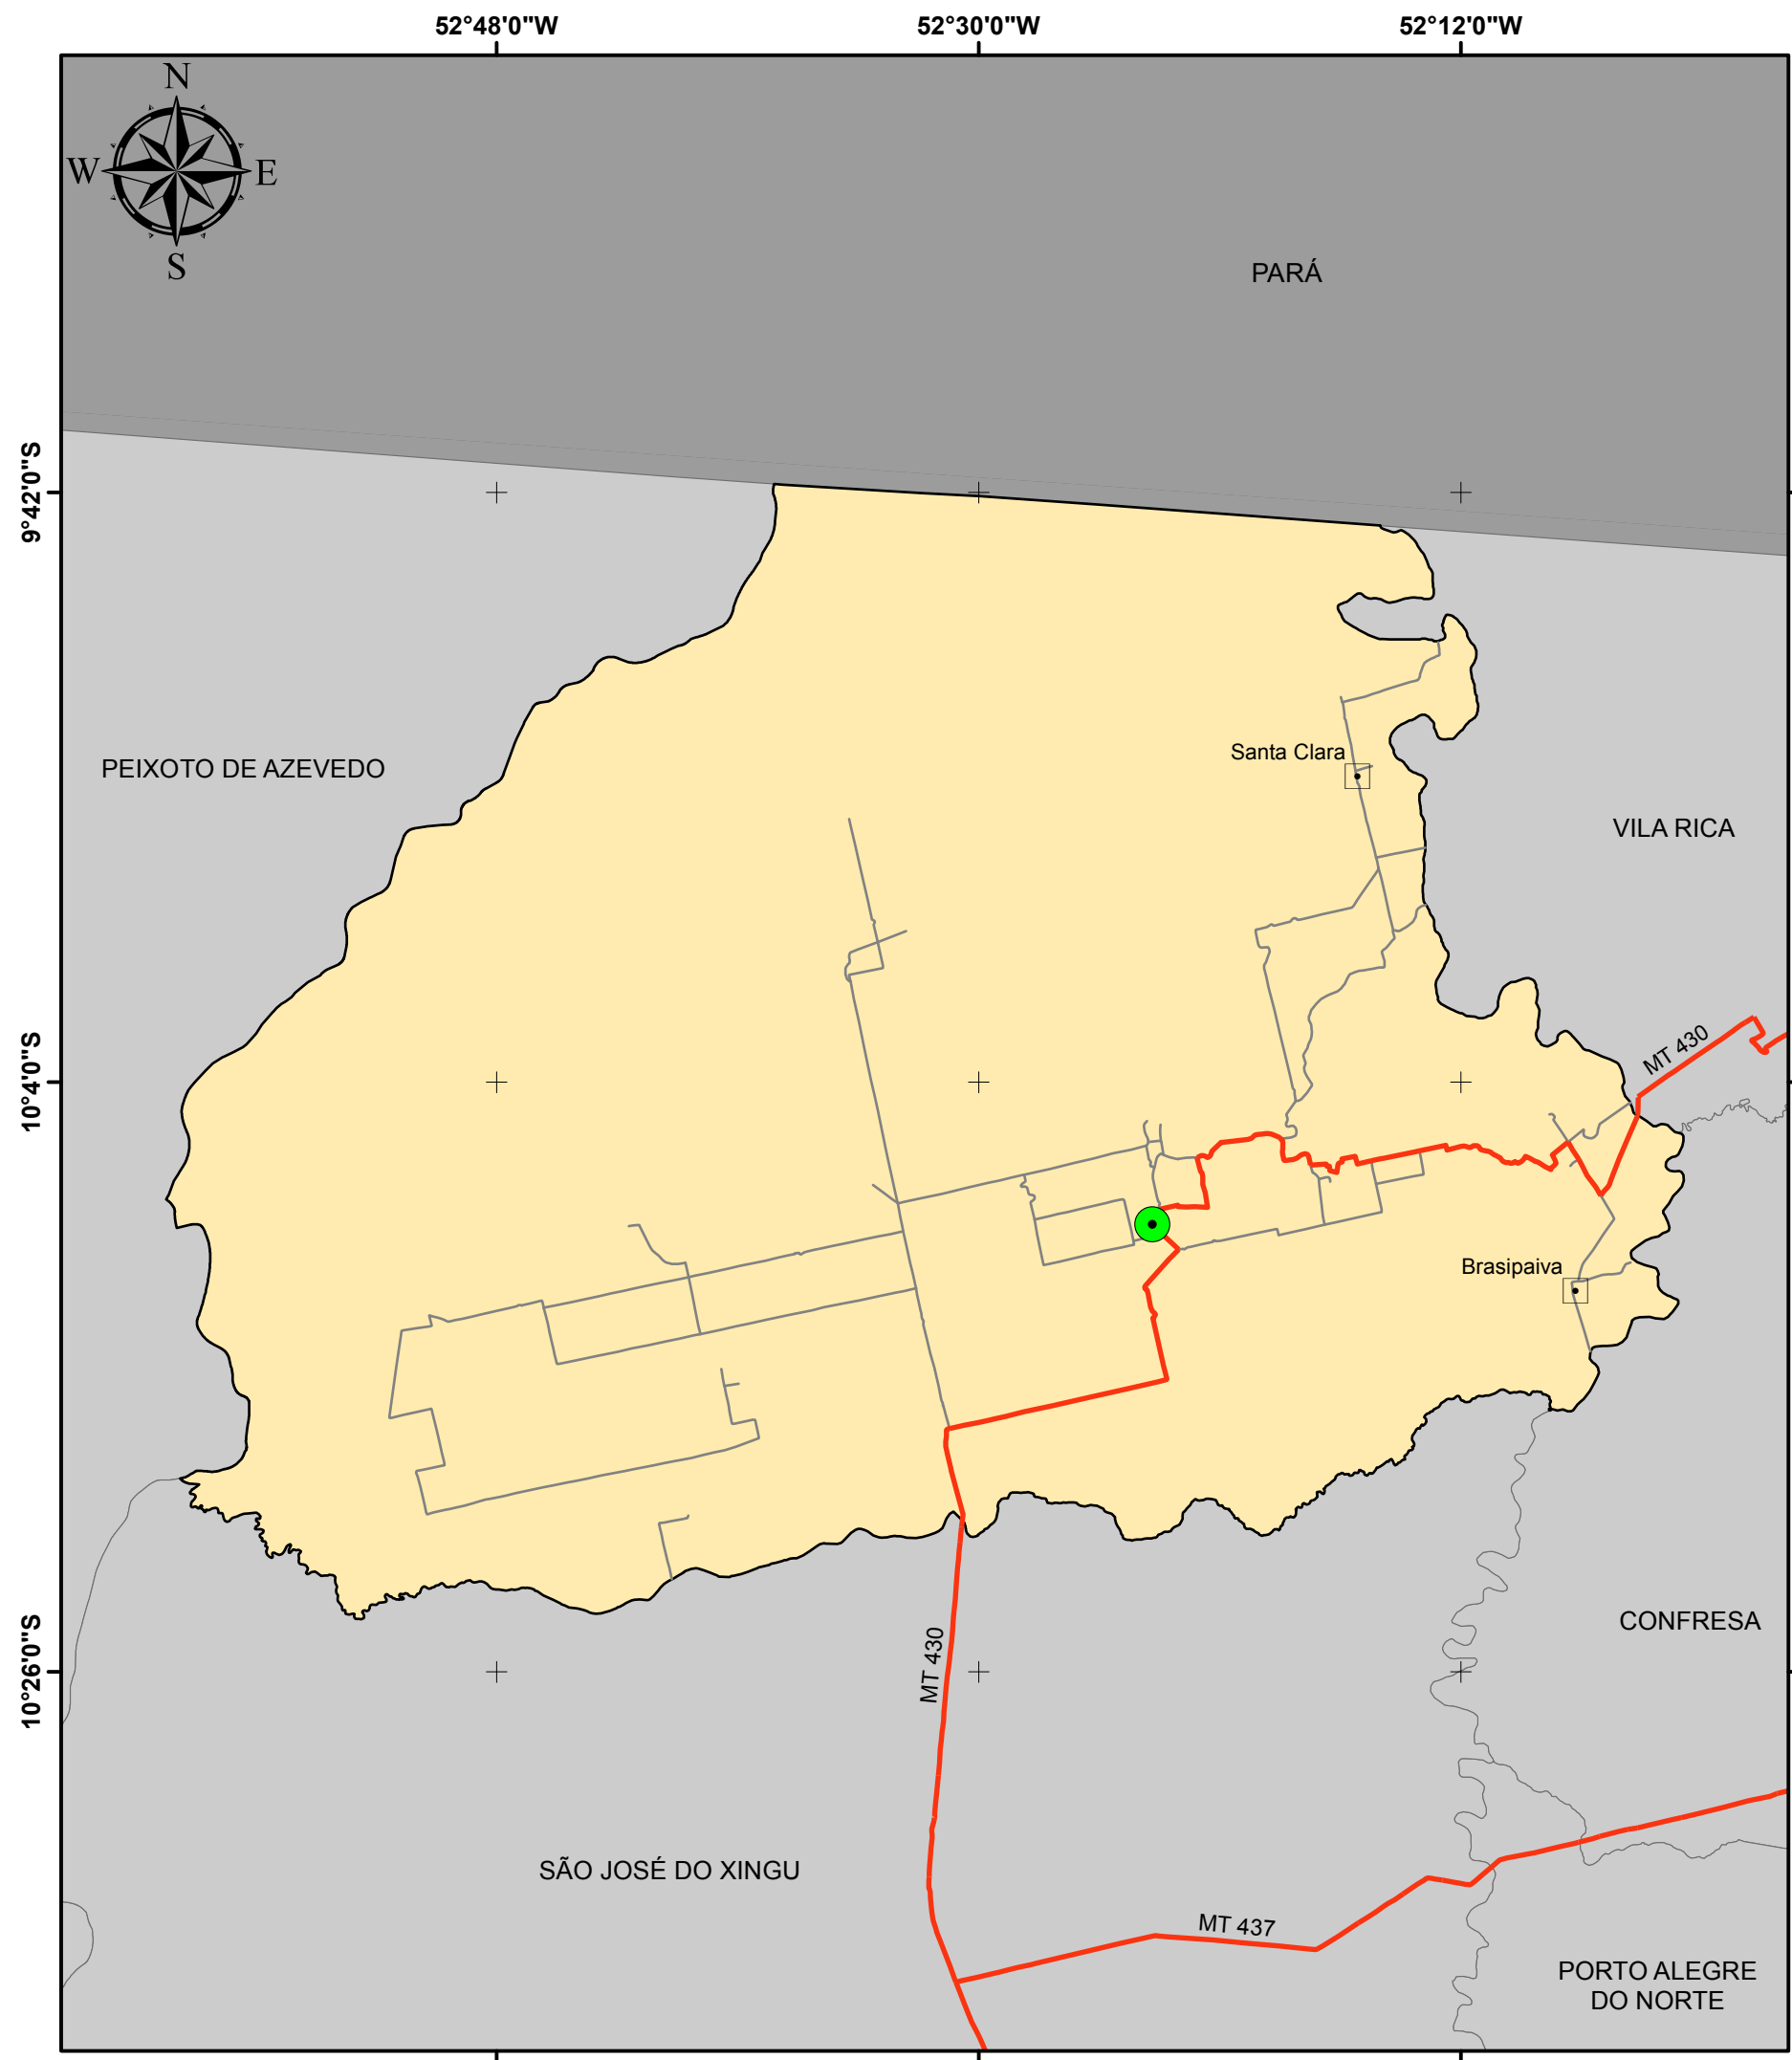 52°48'0"W
52°30'0"W
52°12'0"W
N
W
E
S
PARÁ
9°42'0"S
PEIXOTO DE AZEVEDO
Santa Clara
VILA RICA
MT 430
10°4'0"S
Brasipaiva
CONFRESA
MT 430
10°26'0"S
SÃO JOSÉ DO XINGU
MT 437
PORTO ALEGRE
DO NORTE